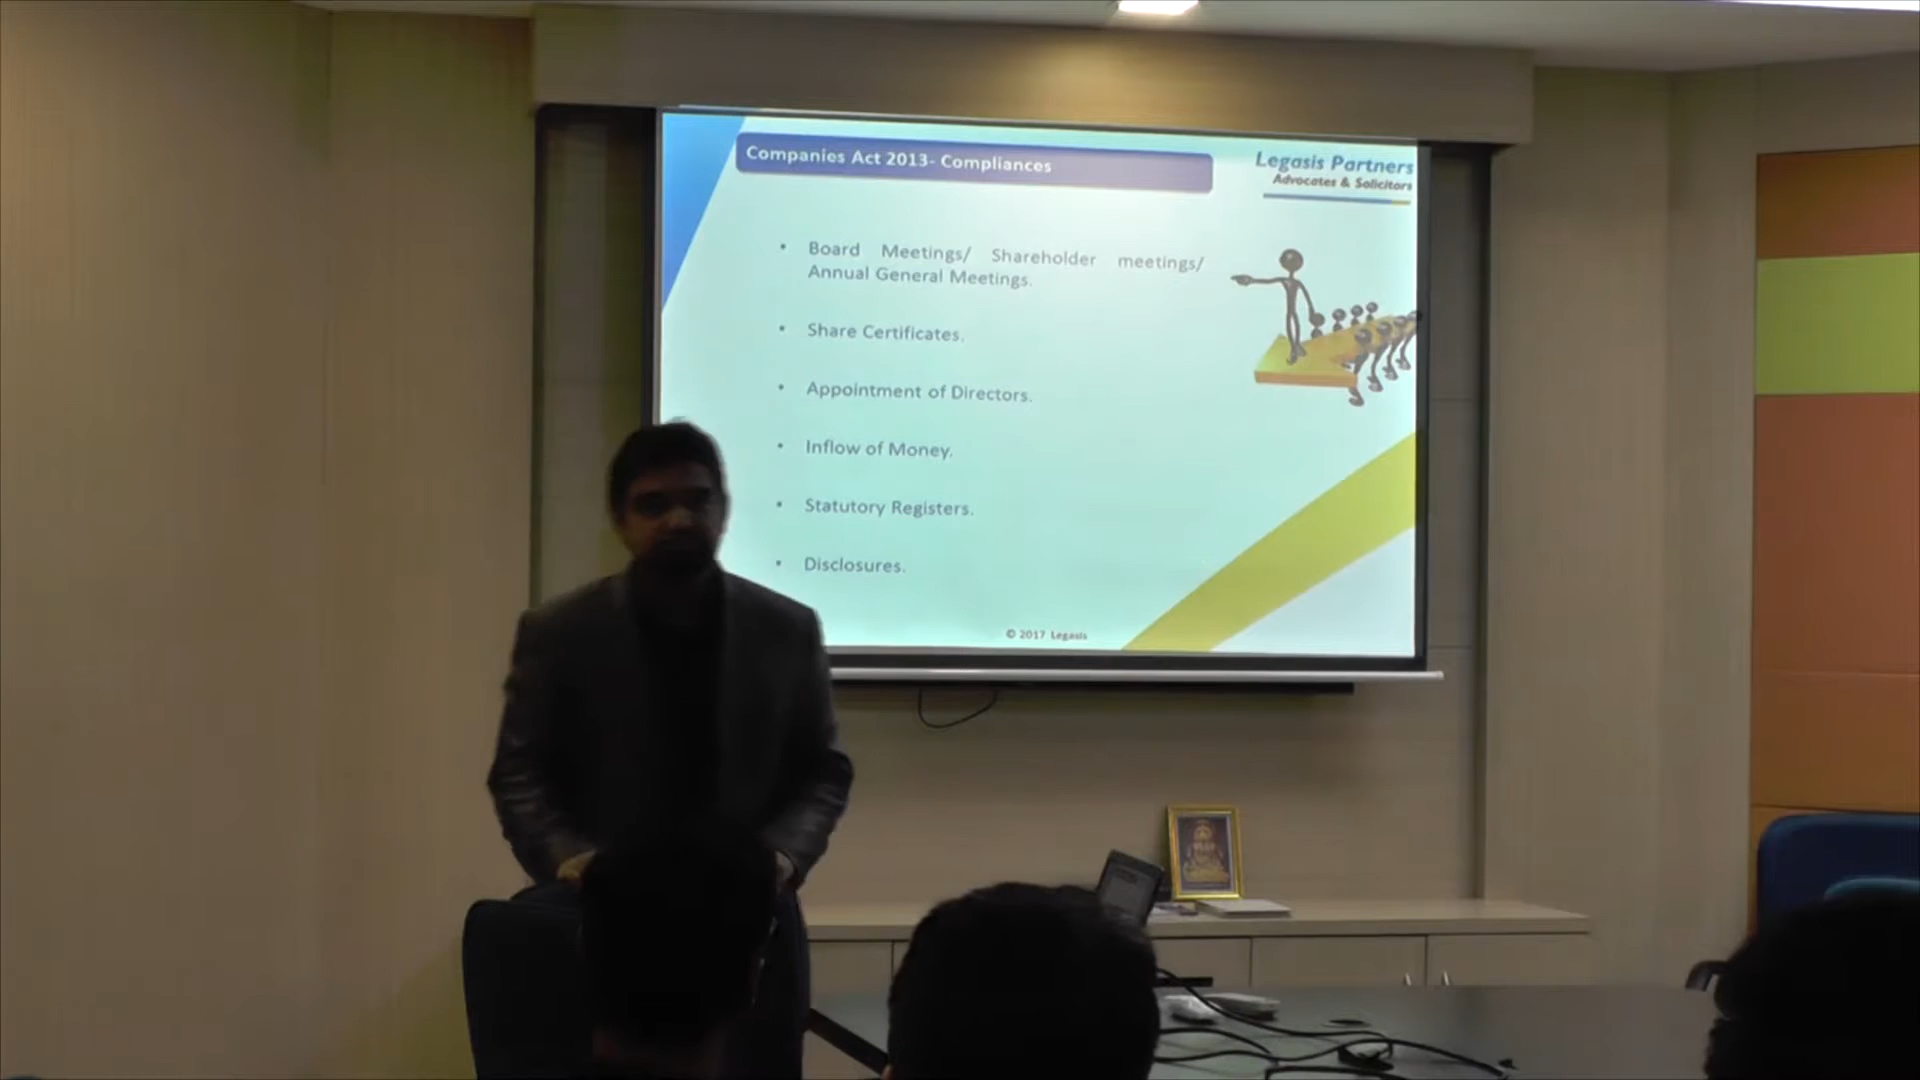 Companies Act 2013- Compliances
Legasis Partners
Advocates & Solicitors
• Board Meetings/ Shareholder meetings/
Annual General Meetings.
• Share Certificates.
• Appointment of Directors.
• Inflow of Money.
• Statutory Registers.
• Disclosures.
© 2017 Legasis